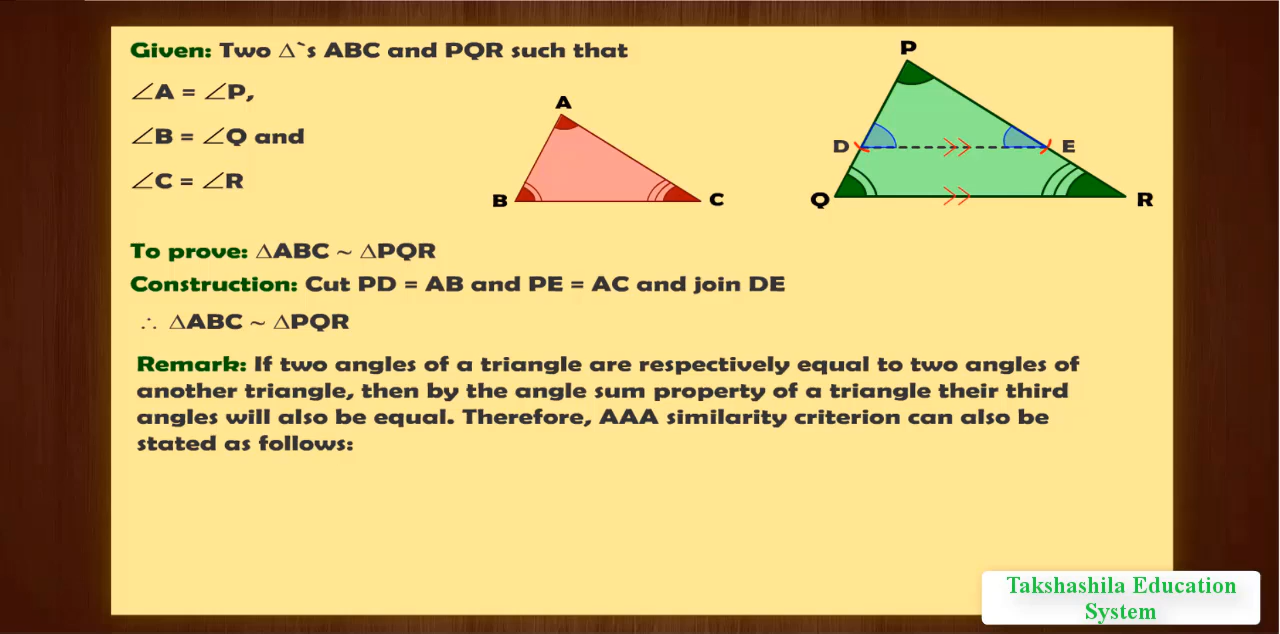 Given: Two ∆`s ABC and PQR such that
∠A = ∠P,
∠B = ∠Q and
∠C = ∠R
A
B
C
P
D
E
Q
R
To prove: ∆ABC ~ ∆PQR
Construction: Cut PD = AB and PE = AC and join DE
∴ ∆ABC ~ ∆PQR
Remark: If two angles of a triangle are respectively equal to two angles of
another triangle, then by the angle sum property of a triangle their third
angles will also be equal. Therefore, AAA similarity criterion can also be
stated as follows:
Takshashila Education
System